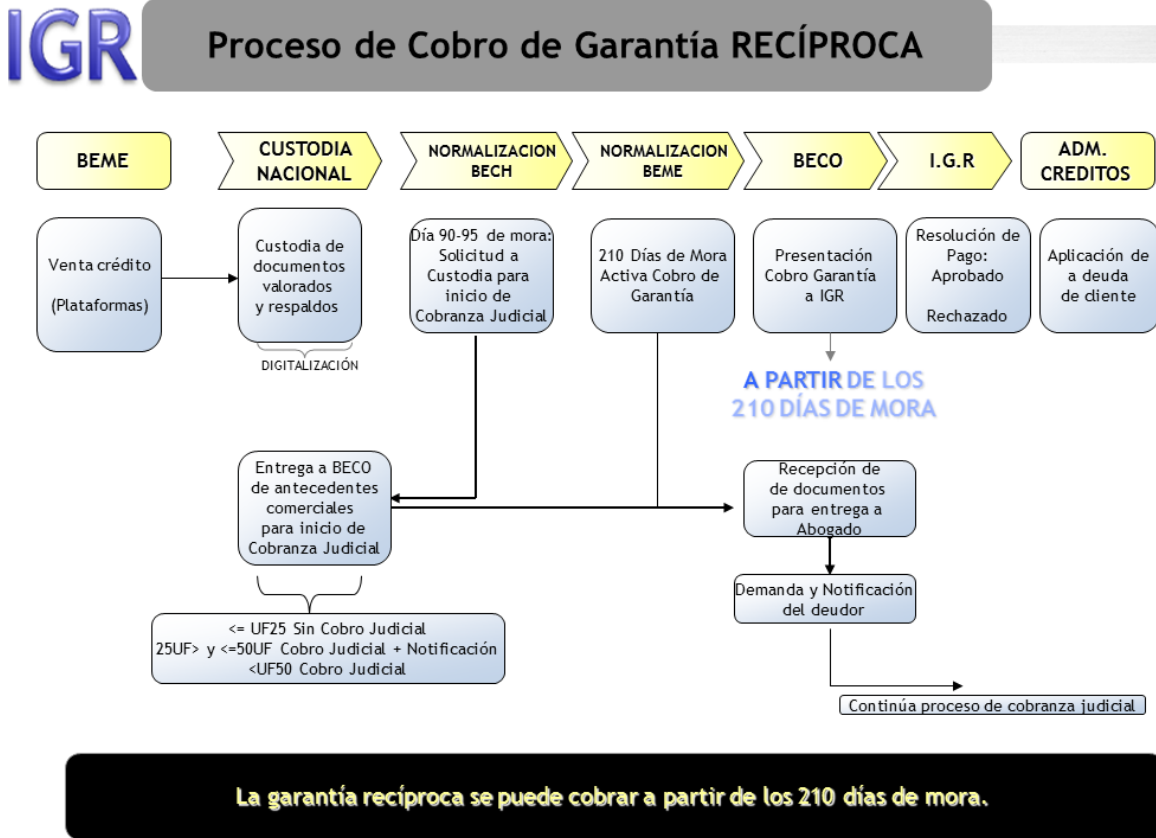 IGR
Proceso de Cobro de Garantía RECÍPROCA
BEME
CUSTODIA
NACIONAL
NORMALIZACION
BECH
NORMALIZACION
BEME
BECO
I.G.R
ADM.
CREDITOS
Venta crédito
(Plataformas)
Custodia de
documentos
valorados
y respaldos
DIGITALIZACIÓN
Día 90-95 de mora:
Solicitud a
Custodia para
inicio de
Cobranza Judicial
210 Días de Mora
Activa Cobro de
Garantía
Presentación
Cobro Garantía
a IGR
Resolución de
Pago:
Aprobado
Rechazado
Aplicación de
a deuda
de cliente
A PARTIR DE LOS
210 DÍAS DE MORA
Entrega a BECO
de antecedentes
comerciales
para inicio de
Cobranza Judicial
Recepción de
de documentos
para entrega a
Abogado
Demanda y Notificación
del deudor
<= UF25 Sin Cobro Judicial
25UF> y <=50UF Cobro Judicial + Notificación
<UF50 Cobro Judicial
Continúa proceso de cobranza judicial
La garantía recíproca se puede cobrar a partir de los 210 días de mora.